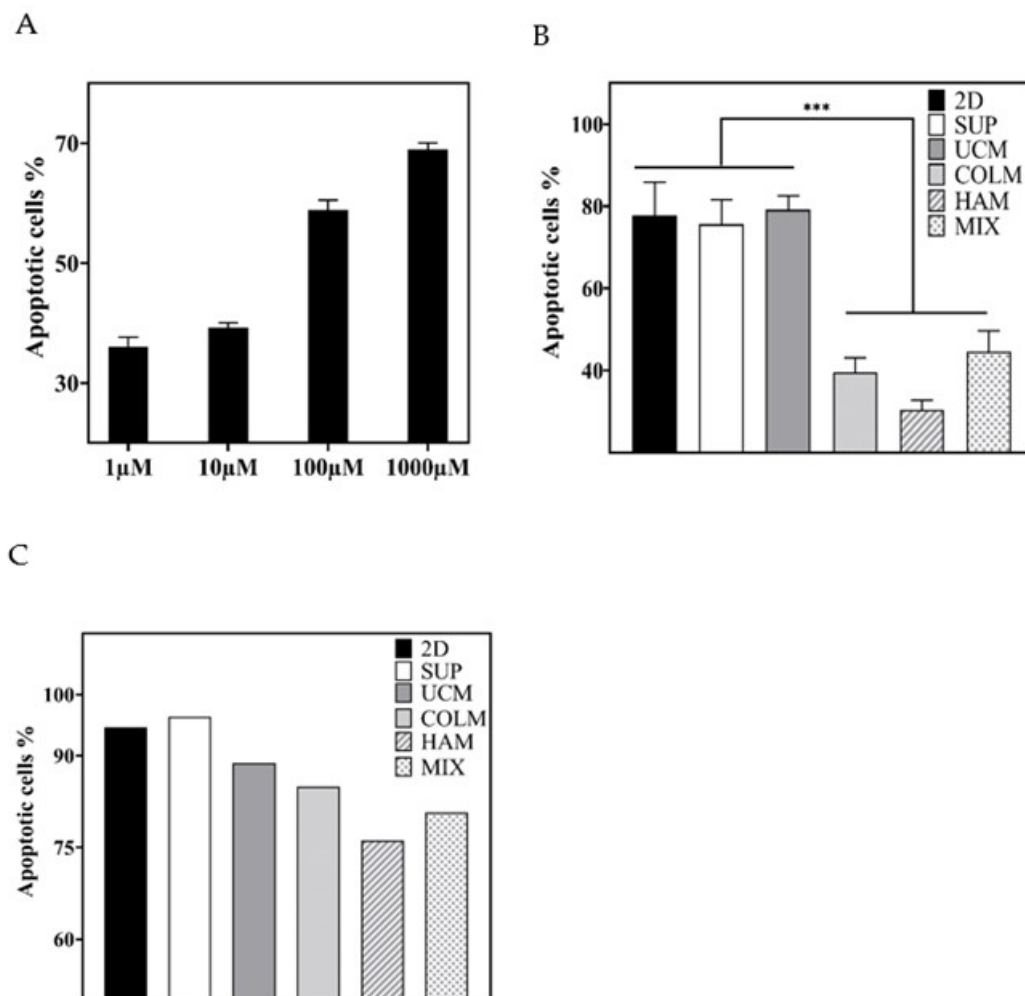 A
Apoptotic cells %
70
50
30
1µM 10µM 100µM 1000µM
B
Apoptotic cells %
100
80
60
40
***
2D
SUP
UCM
COLM
HAM
MIX
C
Apoptotic cells %
100
90
75
60
2D
SUP
UCM
COLM
HAM
MIX